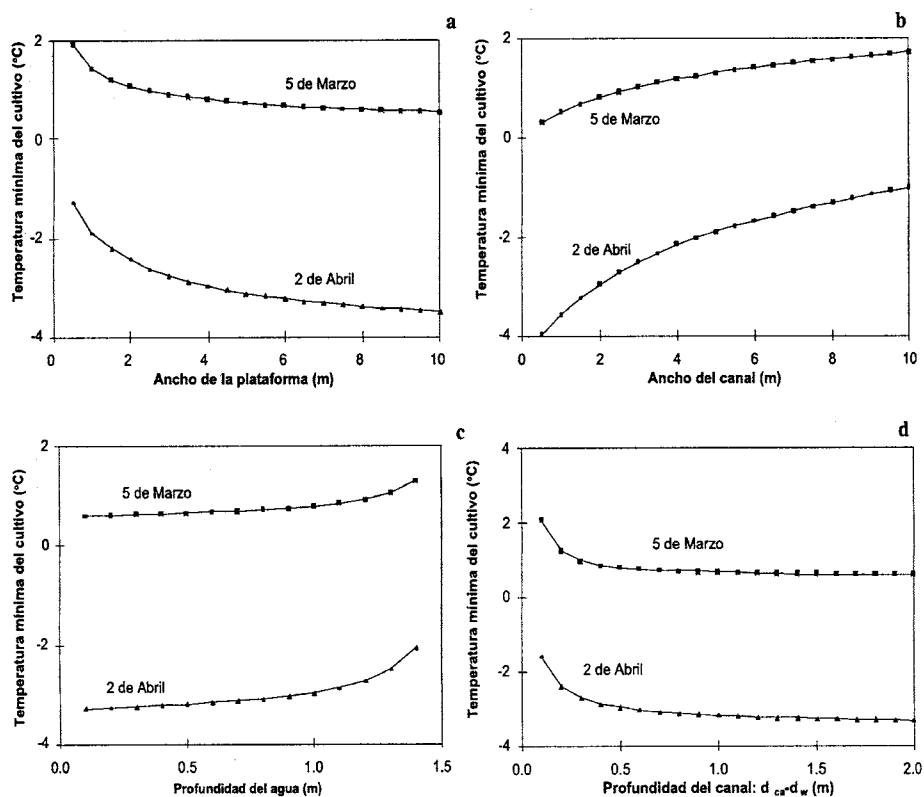 a
Temperatura mínima del cultivo (°C)
2
0
-2
-4
5 de Marzo
2 de Abril
0 2 4 6 8 10
Ancho de la plataforma (m)
b
Temperatura mínima del cultivo (°C)
2
0
-2
-4
5 de Marzo
2 de Abril
0 2 4 6 8 10
Ancho del canal (m)
c
Temperatura mínima del cultivo (°C)
2
0
-2
-4
5 de Marzo
2 de Abril
0.0 0.5 1.0 1.5
Profundidad del agua (m)
d
Temperatura mínima del cultivo (°C)
4
2
0
-2
-4
5 de Marzo
2 de Abril
0.0 0.5 1.0 1.5 2.0
Profundidad del canal: d ca-d w (m)